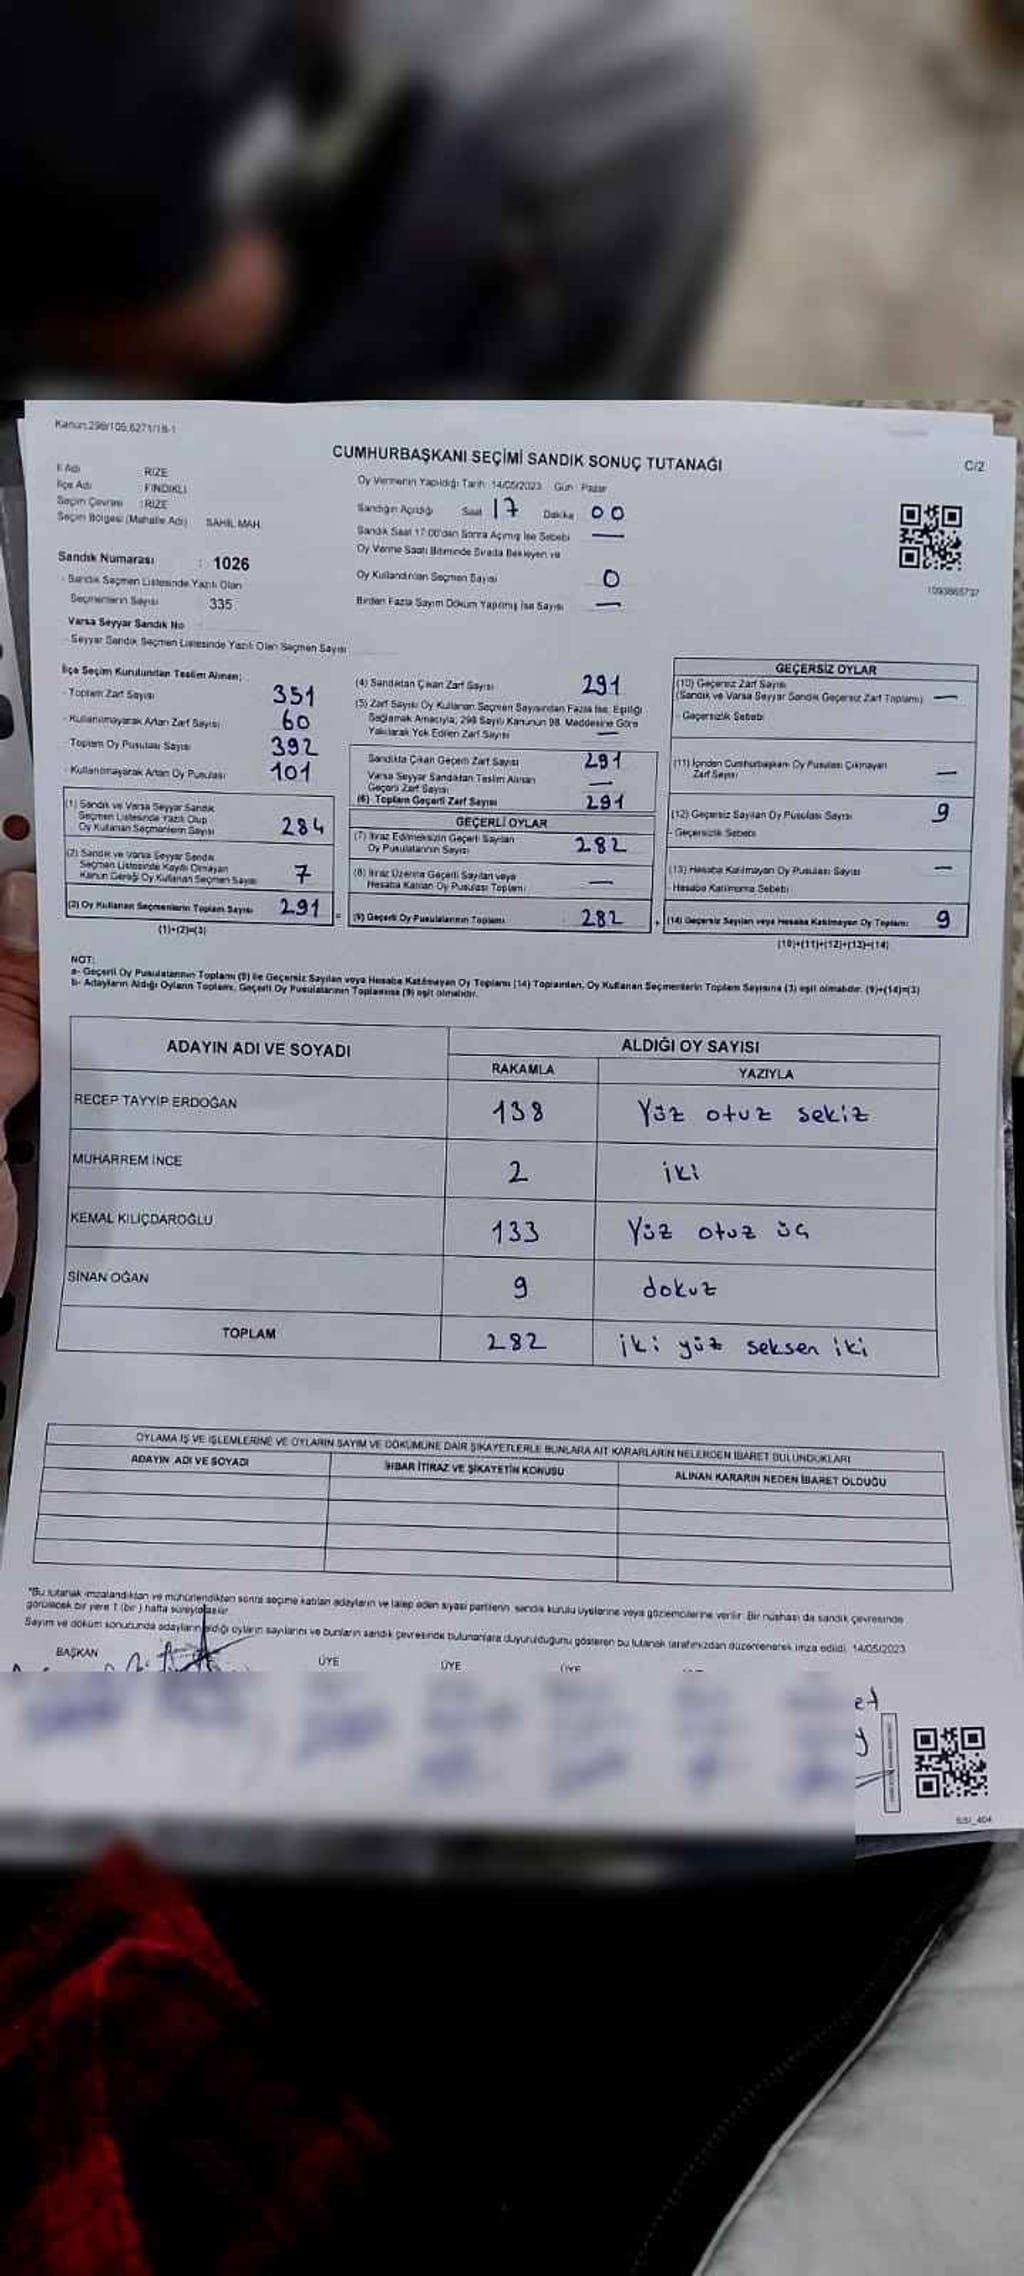 Kanun:298/105,6271/18-1
CUMHURBAŞKANI SEÇİMİ SANDIK SONUÇ TUTANAĞI
C/2
İl Adı RİZE
İlçe Adı FINDIKLI
Seçim Çevresi :RİZE
Seçim Bölgesi (Mahalle Adı) SAHİL MAH.
Oy Vermenin Yapıldığı Tarih: 14/05/2023 Gün : Pazar
Sandığın Açıldığı Saat 17 Dakika 00
Sandık Saat 17:00'den Sonra Açılmış İse Sebebi —
Oy Verme Saati Bitiminde Sırada Bekleyen ve
Oy Kullandırılan Seçmen Sayısı 0
Birden Fazla Sayım Döküm Yapılmış İse Sayısı —
1093865737
Sandık Numarası : 1026
- Sandık Seçmen Listesinde Yazılı Olan
Seçmenlerin Sayısı 335
Varsa Seyyar Sandık No
- Seyyar Sandık Seçmen Listesinde Yazılı Olan Seçmen Sayısı
İlçe Seçim Kurulundan Teslim Alınan;
- Toplam Zarf Sayısı 351
- Kullanılmayarak Artan Zarf Sayısı 60
Toplam Oy Pusulası Sayısı 392
- Kullanılmayarak Artan Oy Pusulası 101
(1) Sandık ve Varsa Seyyar Sandık
Seçmen Listesinde Yazılı Olup
Oy Kullanan Seçmenlerin Sayısı 284
(2) Sandık ve Varsa Seyyar Sandık
Seçmen Listesinde Kayıtlı Olmayan
Kanun Gereği Oy Kullanan Seçmen Sayısı 7
(3) Oy Kullanan Seçmenlerin Toplam Sayısı 291 =
(1)+(2)=(3)
(4) Sandıktan Çıkan Zarf Sayısı 291
(5) Zarf Sayısı Oy Kullanan Seçmen Sayısından Fazla İse, Eşitliği
Sağlamak Amacıyla, 298 Sayılı Kanunun 98. Maddesine Göre
Yakılarak Yok Edilen Zarf Sayısı —
Sandıkta Çıkan Geçerli Zarf Sayısı 291
Varsa Seyyar Sandıktan Teslim Alınan
Geçerli Zarf Sayısı —
(6) Toplam Geçerli Zarf Sayısı 291
GEÇERLİ OYLAR
(7) İtiraz Edilmeksizin Geçerli Sayılan
Oy Pusulalarının Sayısı 282
(8) İtiraz Üzerine Geçerli Sayılan veya
Hesaba Katılan Oy Pusulası Toplamı —
(9) Geçerli Oy Pusulalarının Toplamı 282 +
GEÇERSİZ OYLAR
(10) Geçersiz Zarf Sayısı
(Sandık ve Varsa Seyyar Sandık Geçersiz Zarf Toplamı) —
- Geçersizlik Sebebi
(11) İçinden Cumhurbaşkanı Oy Pusulası Çıkmayan
Zarf Sayısı —
(12) Geçersiz Sayılan Oy Pusulası Sayısı 9
- Geçersizlik Sebebi
(13) Hesaba Katılmayan Oy Pusulası Sayısı —
Hesaba Katılmama Sebebi
(14) Geçersiz Sayılan veya Hesaba Katılmayan Oy Toplamı 9
(10)+(11)+(12)+(13)=(14)
NOT:
a- Geçerli Oy Pusulalarının Toplamı (9) ile Geçersiz Sayılan veya Hesaba Katılmayan Oy Toplamı (14) Toplamları, Oy Kullanan Seçmenlerin Toplam Sayısına (3) eşit olmalıdır. (9)+(14)=(3)
b- Adayların Aldığı Oyların Toplamı, Geçerli Oy Pusulalarının Toplamına (9) eşit olmalıdır.
ADAYIN ADI VE SOYADI
ALDIĞI OY SAYISI
RAKAMLA YAZIYLA
RECEP TAYYİP ERDOĞAN 138 Yüz otuz sekiz
MUHARREM İNCE 2 iki
KEMAL KILIÇDAROĞLU 133 Yüz otuz üç
SİNAN OĞAN 9 dokuz
TOPLAM 282 iki yüz seksen iki
OYLAMA İŞ VE İŞLEMLERİNE VE OYLARIN SAYIM VE DÖKÜMÜNE DAİR ŞİKAYETLERLE BUNLARA AİT KARARLARIN NELERDEN İBARET BULUNDUKLARI
ADAYIN ADI VE SOYADI
İHBAR İTİRAZ VE ŞİKAYETİN KONUSU
ALINAN KARARIN NEDEN İBARET OLDUĞU
*Bu tutanak imzalandıktan ve mühürlendikten sonra seçime katılan adayların ve talep eden siyasi partilerin, sandık kurulu üyelerine veya gözlemcilerine verilir. Bir nüshası da sandık çevresinde
görülecek bir yere 1 (bir ) hafta süreyle asılır.
Sayım ve döküm sonucunda adayların aldığı oyların sayılarını ve bunların sandık çevresinde bulunanlara duyurulduğunu gösteren bu tutanak tarafımızdan düzenlenerek imza edildi. 14/05/2023
BAŞKAN ÜYE ÜYE ÜYE
et